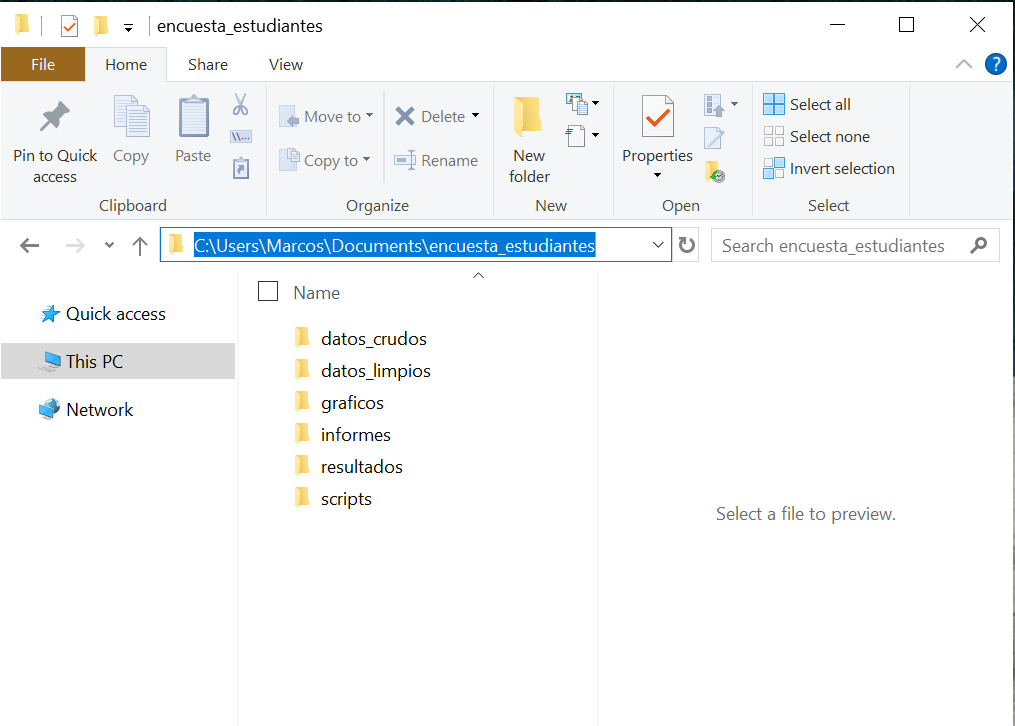 encuesta_estudiantes
File Home Share View
?
Pin to Quick access
Copy
Paste
W...
Clipboard
Move to
Copy to
Delete
Rename
Organize
New folder
New
Properties
Open
Select all
Select none
Invert selection
Select
C:\Users\Marcos\Documents\encuesta_estudiantes
Search encuesta_estudiantes
Quick access
This PC
Network
Name
datos_crudos
datos_limpios
graficos
informes
resultados
scripts
Select a file to preview.